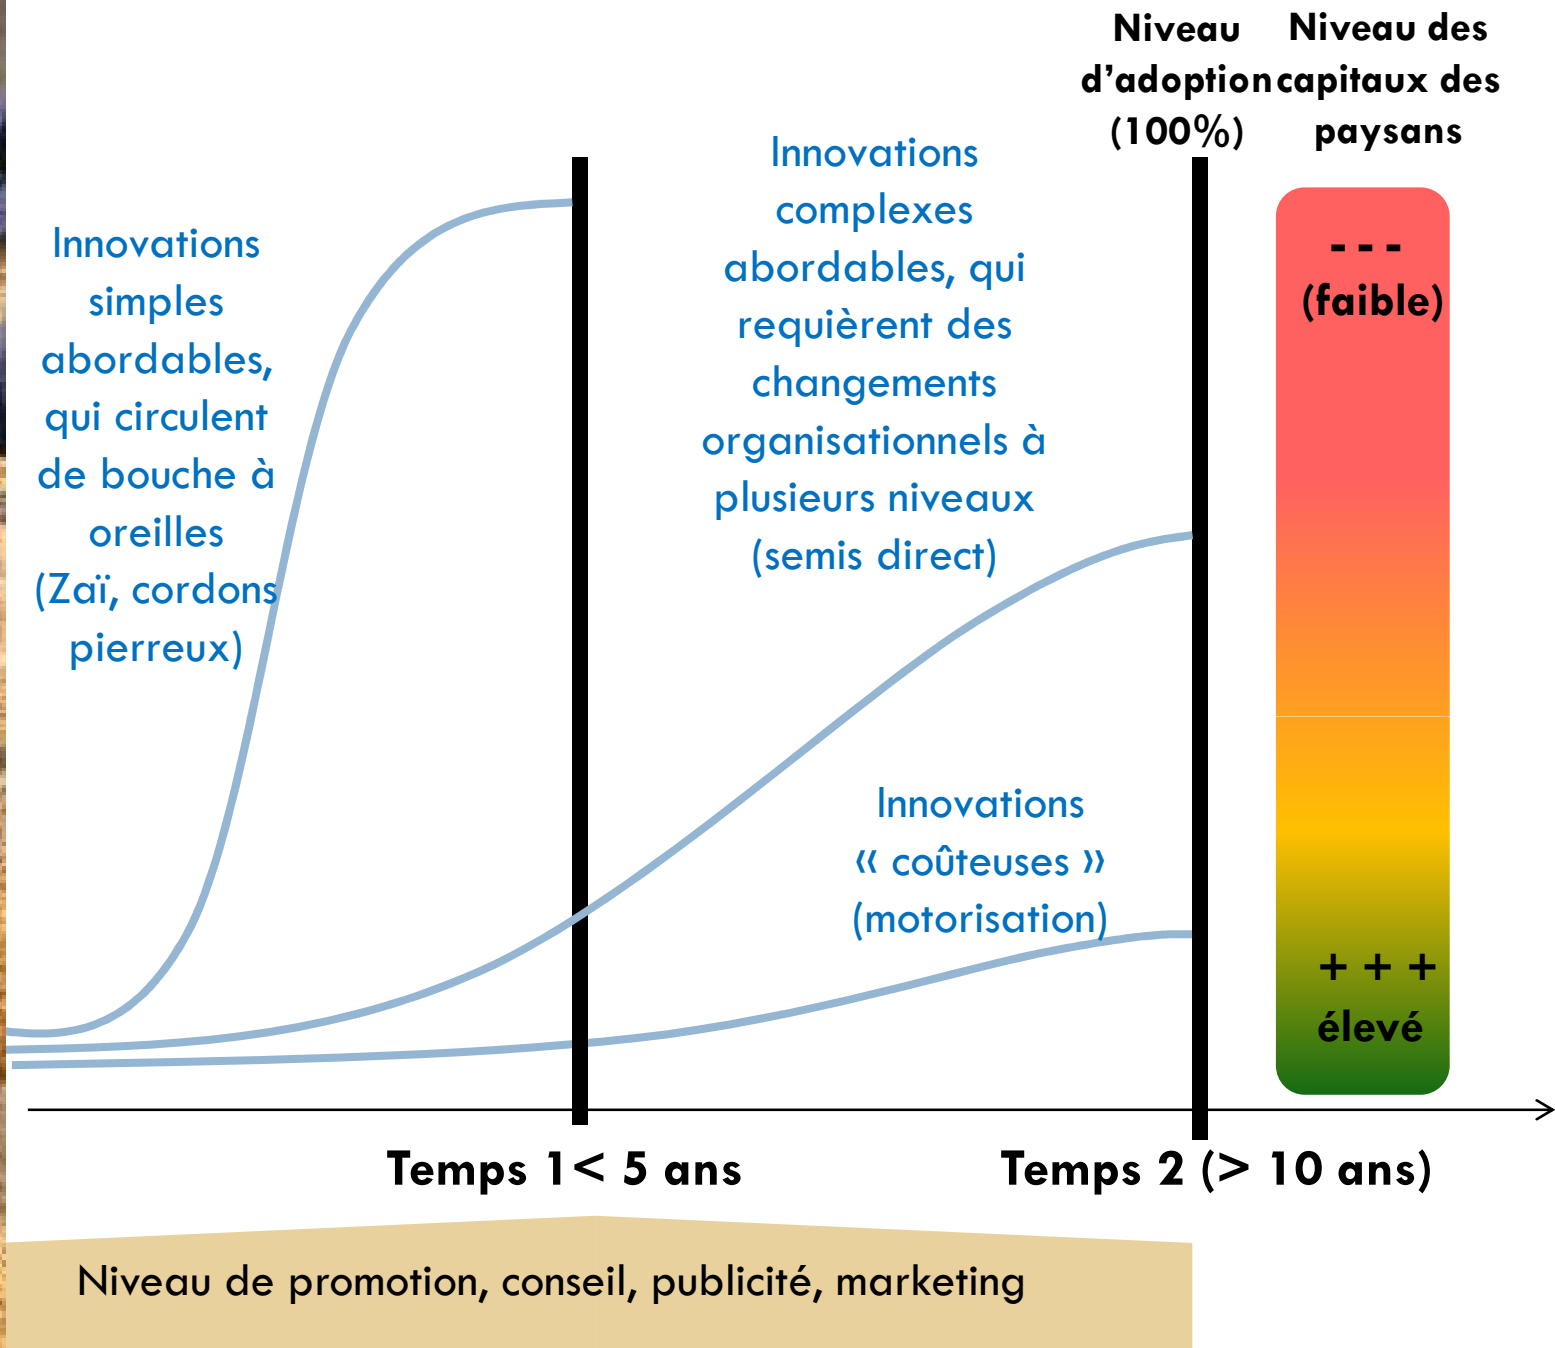 Niveau
d’adoption
(100%)
Niveau des
capitaux des
paysans
Innovations
simples
abordables,
qui circulent
de bouche à
oreilles
(Zaï, cordons
pierreux)
Innovations
complexes
abordables, qui
requièrent des
changements
organisationnels à
plusieurs niveaux
(semis direct)
- - -
(faible)
Innovations
« coûteuses »
(motorisation)
+ + +
élevé
Temps 1< 5 ans
Temps 2 (> 10 ans)
Niveau de promotion, conseil, publicité, marketing